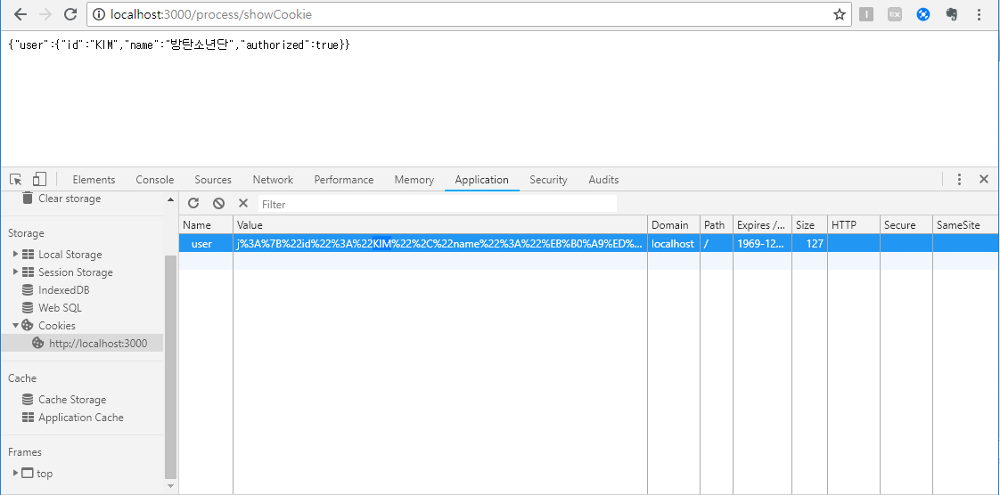 localhost:3000/process/showCookie
{"user":{"id":"KIM","name":"방탄소년단","authorized":true}}
Elements Console Sources Network Performance Memory Application Security Audits
Clear storage
Filter
Storage
Local Storage
Session Storage
IndexedDB
Web SQL
Cookies
http://localhost:3000
Cache
Cache Storage
Application Cache
Frames
top
Name Value Domain Path Expires /... Size HTTP Secure SameSite
user j%3A%7B%22id%22%3A%22KIM%22%2C%22name%22%3A%22%EB%B0%A9%ED%... localhost / 1969-12... 127